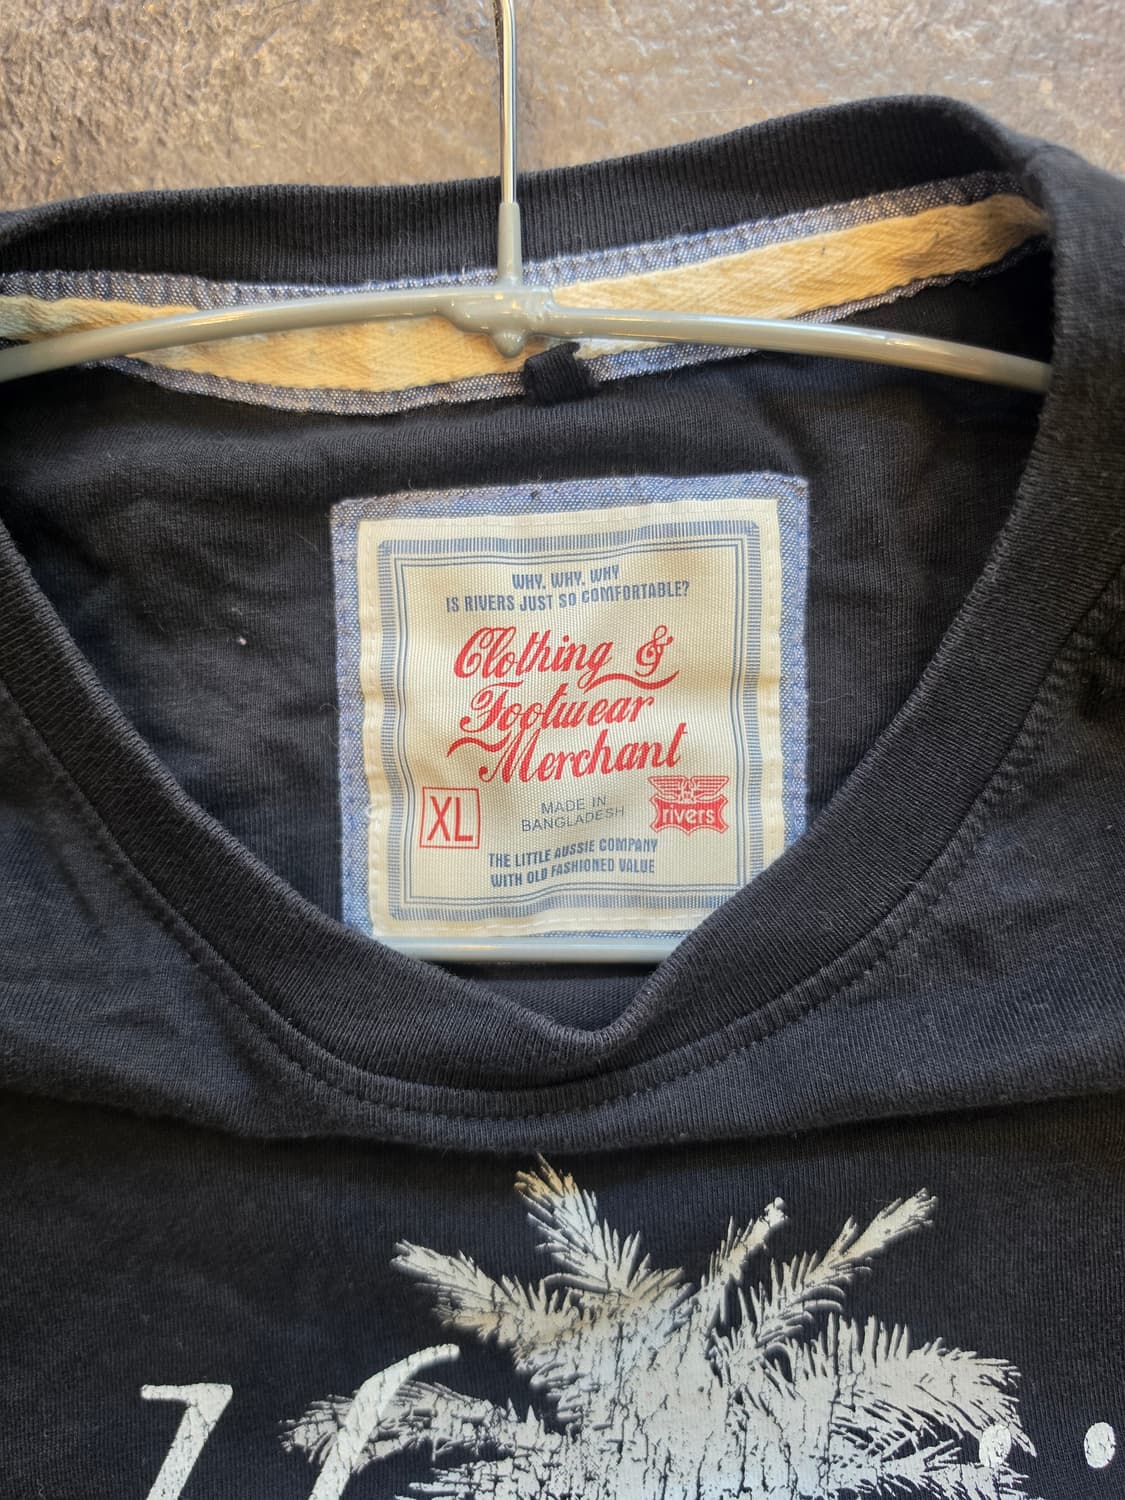 WHY, WHY, WHY
IS RIVERS JUST SO COMFORTABLE?
Clothing &
Footwear
Merchant
XL
MADE IN
BANGLADESH
rivers
THE LITTLE AUSSIE COMPANY
WITH OLD FASHIONED VALUE